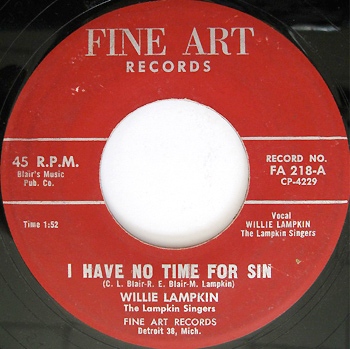 FINE ART
RECORDS
45 R.P.M.
Blair's Music
Pub. Co.
RECORD NO.
FA 218-A
CP-4229
Time 1:52
Vocal
WILLIE LAMPKIN
The Lampkin Singers
I HAVE NO TIME FOR SIN
(C. L. Blair-R. E. Blair-M. Lampkin)
WILLIE LAMPKIN
The Lampkin Singers
FINE ART RECORDS
Detroit 38, Mich.